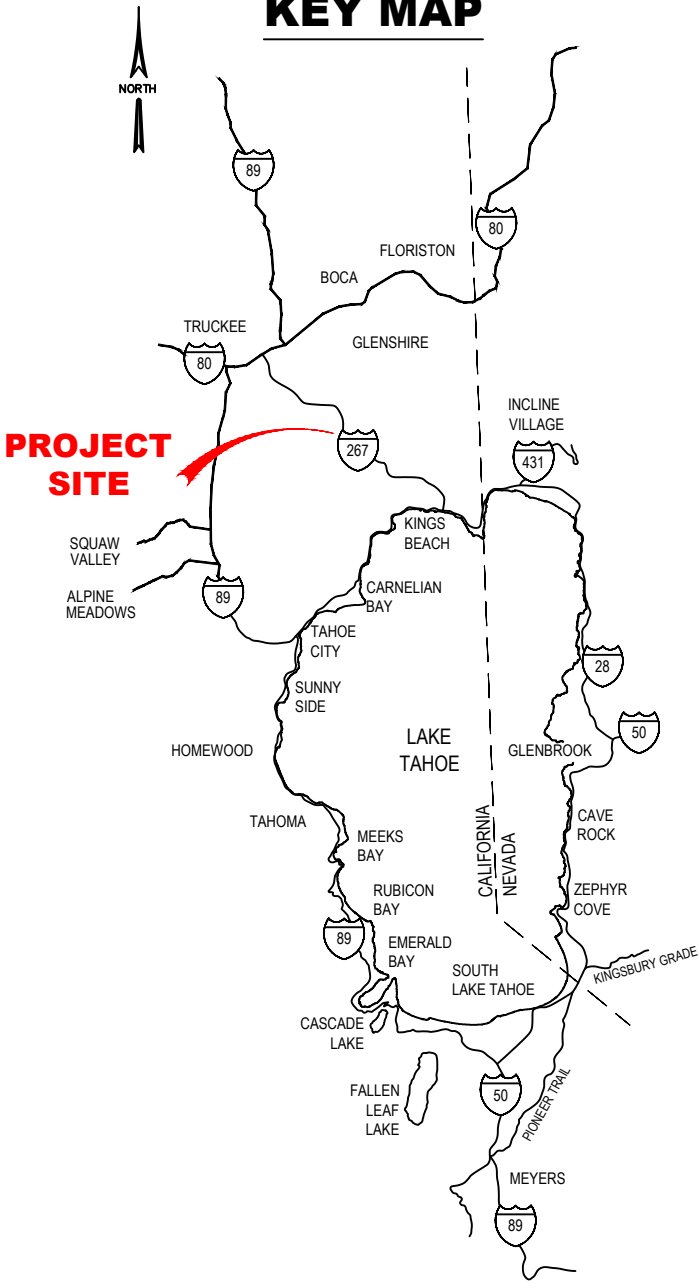 KEY MAP
NORTH
89
80
FLORISTON
BOCA
TRUCKEE
GLENSHIRE
80
INCLINE
VILLAGE
PROJECT
SITE
267
431
KINGS
BEACH
SQUAW
VALLEY
ALPINE
MEADOWS
89
CARNELIAN
BAY
TAHOE
CITY
28
SUNNY
SIDE
50
HOMEWOOD
LAKE
TAHOE
GLENBROOK
TAHOMA
CALIFORNIA
NEVADA
CAVE
ROCK
MEEKS
BAY
RUBICON
BAY
ZEPHYR
COVE
89
EMERALD
BAY
SOUTH
LAKE TAHOE
KINGSBURY GRADE
CASCADE
LAKE
FALLEN
LEAF
LAKE
50
PIONEER TRAIL
MEYERS
89